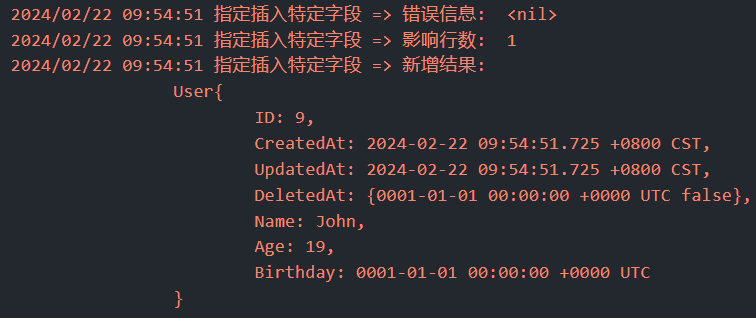 2024/02/22 09:54:51 指定插入特定字段 => 错误信息:  <nil>
2024/02/22 09:54:51 指定插入特定字段 => 影响行数:  1
2024/02/22 09:54:51 指定插入特定字段 => 新增结果:
User{
ID: 9,
CreatedAt: 2024-02-22 09:54:51.725 +0800 CST,
UpdatedAt: 2024-02-22 09:54:51.725 +0800 CST,
DeletedAt: {0001-01-01 00:00:00 +0000 UTC false},
Name: John,
Age: 19,
Birthday: 0001-01-01 00:00:00 +0000 UTC
}